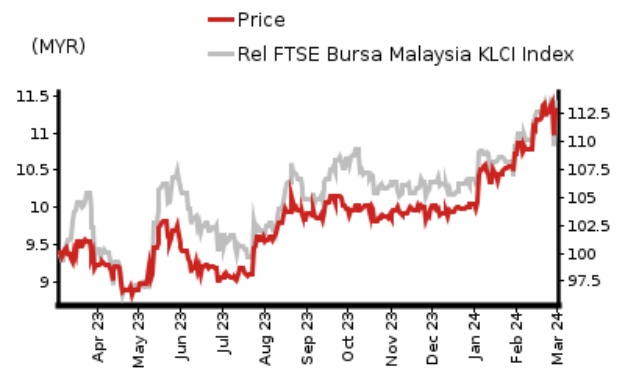 Price
(MYR)
Rel FTSE Bursa Malaysia KLCI Index
11.5
11
10.5
10
9.5
9
112.5
110
107.5
105
102.5
100
97.5
Apr 23
May 23
Jun 23
Jul 23
Aug 23
Sep 23
Oct 23
Nov 23
Dec 23
Jan 24
Feb 24
Mar 24